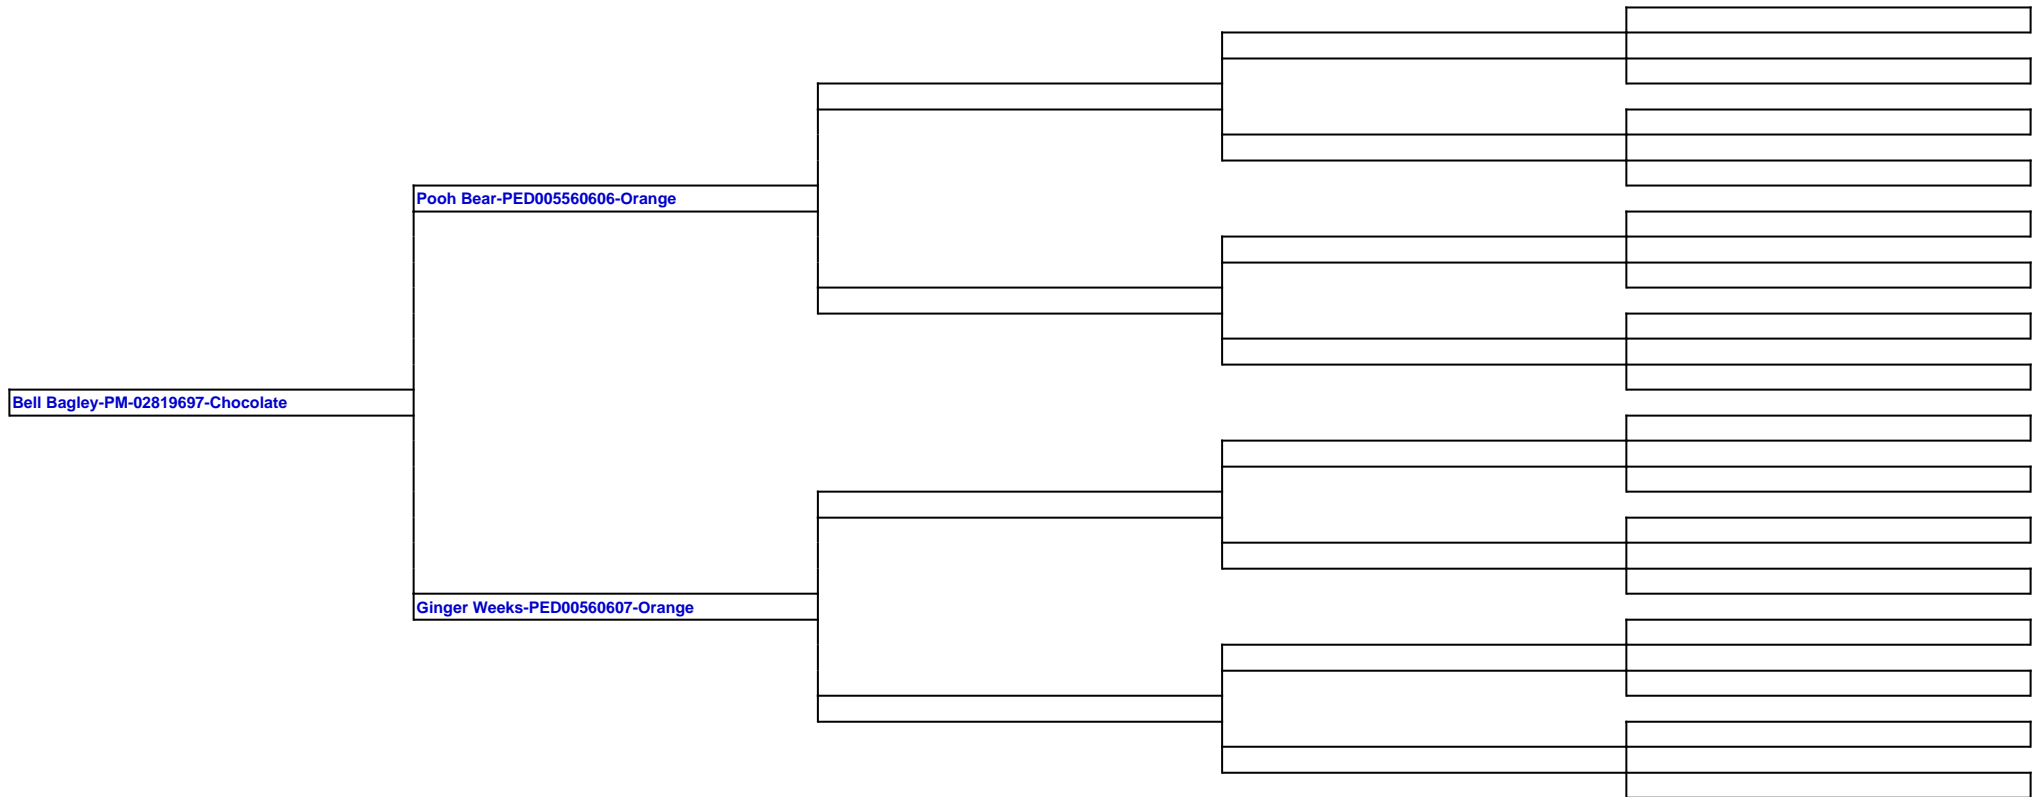 Pooh Bear-PED005560606-Orange
Bell Bagley-PM-02819697-Chocolate
Ginger Weeks-PED00560607-Orange